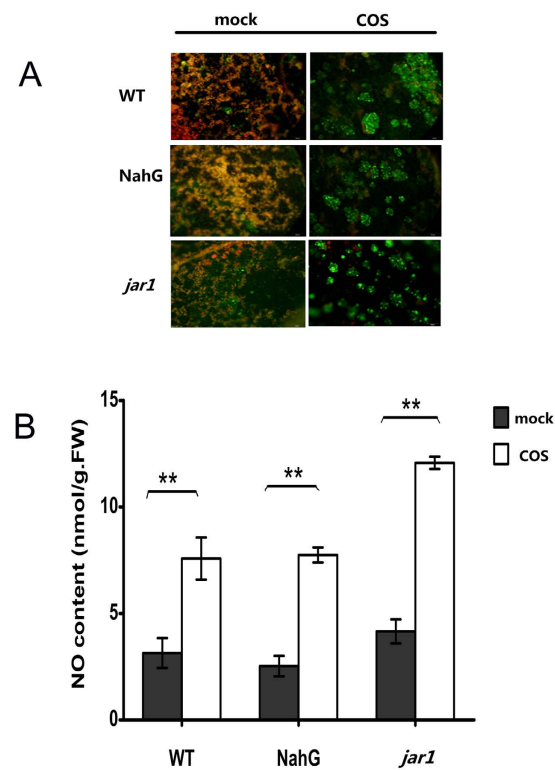 mock COS
A
WT
NahG
jar1
B
NO content (nmol/g.FW)
15
10
5
0
**
**
**
mock
COS
WT NahG jar1